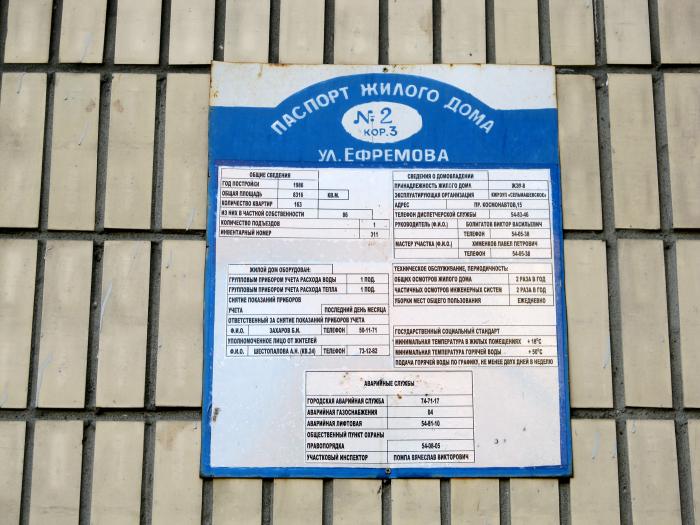 ПАСПОРТ ЖИЛОГО ДОМА
№ 2
КОР.3
УЛ. ЕФРЕМОВА
ОБЩИЕ СВЕДЕНИЯ
ГОД ПОСТРОЙКИ 1986
ОБЩАЯ ПЛОЩАДЬ 8316 КВ.М.
КОЛИЧЕСТВО КВАРТИР 163
ИЗ НИХ В ЧАСТНОЙ СОБСТВЕННОСТИ 86
КОЛИЧЕСТВО ПОДЪЕЗДОВ 1
ИНВЕНТАРНЫЙ НОМЕР 311
СВЕДЕНИЯ О ДОМОВЛАДЕНИИ
ПРИНАДЛЕЖНОСТЬ ЖИЛОГО ДОМА ЖЭУ-8
ЭКСПЛУАТИРУЮЩАЯ ОРГАНИЗАЦИЯ КЖРЭУП «СЕЛЬМАШЕВСКОЕ»
АДРЕС ПР. КОСМОНАВТОВ,15
ТЕЛЕФОН ДИСПЕТЧЕРСКОЙ СЛУЖБЫ 54-83-46
РУКОВОДИТЕЛЬ (Ф.И.О.) БОЛИГАТОВ ВИКТОР ВАСИЛЬЕВИЧ
ТЕЛЕФОН 54-05-38
МАСТЕР УЧАСТКА (Ф.И.О.) ХИМЕНКОВ ПАВЕЛ ПЕТРОВИЧ
ТЕЛЕФОН 54-05-38
ЖИЛОЙ ДОМ ОБОРУДОВАН:
ГРУППОВЫМ ПРИБОРОМ УЧЕТА РАСХОДА ВОДЫ 1 ПОД.
ГРУППОВЫМ ПРИБОРОМ УЧЕТА РАСХОДА ТЕПЛА 1 ПОД.
СНЯТИЕ ПОКАЗАНИЙ ПРИБОРОВ
УЧЕТА ПОСЛЕДНИЙ ДЕНЬ МЕСЯЦА
ОТВЕТСТВЕННЫЙ ЗА СНЯТИЕ ПОКАЗАНИЙ ПРИБОРОВ УЧЕТА
Ф.И.О. ЗАХАРОВ Б.И. ТЕЛЕФОН 50-11-71
УПОЛНОМОЧЕННОЕ ЛИЦО ОТ ЖИТЕЛЕЙ
Ф.И.О. ШЕСТОПАЛОВА А.Н. (КВ.24) ТЕЛЕФОН 73-12-82
ТЕХНИЧЕСКОЕ ОБСЛУЖИВАНИЕ, ПЕРИОДИЧНОСТЬ:
ОБЩИХ ОСМОТРОВ ЖИЛОГО ДОМА 2 РАЗА В ГОД
ЧАСТИЧНЫХ ОСМОТРОВ ИНЖЕНЕРНЫХ СИСТЕМ 2 РАЗА В ГОД
УБОРКИ МЕСТ ОБЩЕГО ПОЛЬЗОВАНИЯ ЕЖЕДНЕВНО
ГОСУДАРСТВЕННЫЙ СОЦИАЛЬНЫЙ СТАНДАРТ
МИНИМАЛЬНАЯ ТЕМПЕРАТУРА В ЖИЛЫХ ПОМЕЩЕНИЯХ + 18°С
МИНИМАЛЬНАЯ ТЕМПЕРАТУРА ГОРЯЧЕЙ ВОДЫ + 50°С
ПОДАЧА ГОРЯЧЕЙ ВОДЫ ПО ГРАФИКУ, НЕ МЕНЕЕ ДВУХ ДНЕЙ В НЕДЕЛЮ
АВАРИЙНЫЕ СЛУЖБЫ
ГОРОДСКАЯ АВАРИЙНАЯ СЛУЖБА 74-71-17
АВАРИЙНАЯ ГАЗОСНАБЖЕНИЯ 04
АВАРИЙНАЯ ЛИФТОВАЯ 54-81-10
ОБЩЕСТВЕННЫЙ ПУНКТ ОХРАНЫ
ПРАВОПОРЯДКА 54-08-05
УЧАСТКОВЫЙ ИНСПЕКТОР ПОМПА ВЯЧЕСЛАВ ВИКТОРОВИЧ